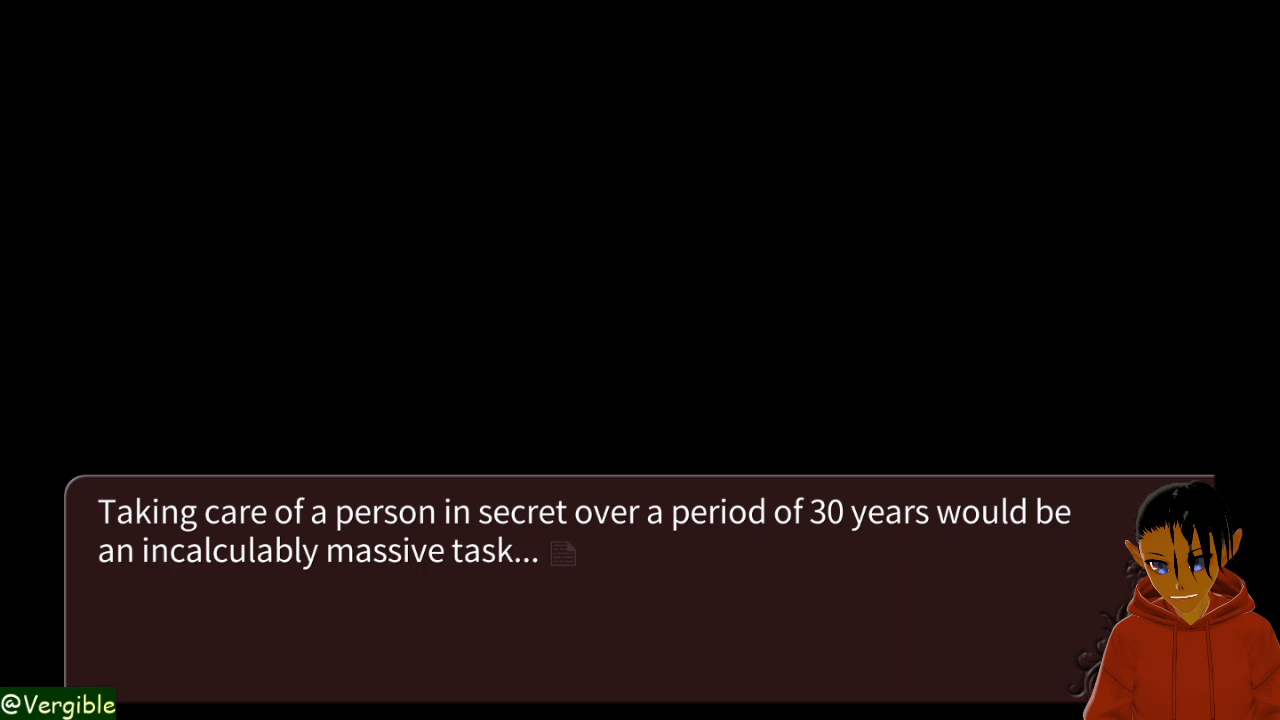 Taking care of a person in secret over a period of 30 years would be
an incalculably massive task...
@Vergible